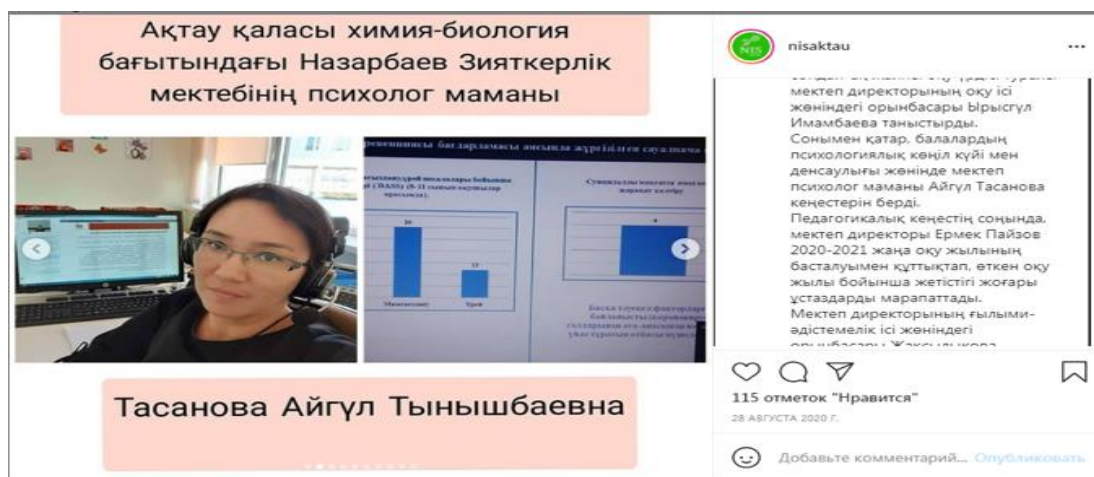 Ақтау қаласы химия-биология
бағытындағы Назарбаев Зияткерлік
мектебінің психолог маманы
Тасанова Айгүл Тынышбаевна
NIS
nisaktau
мектеп директорының оқу ісі
жөніндегі орынбасары Ырысгүл
Имамбаева таныстырды.
Сонымен қатар, балалардың
психологиялық көңіл күйі мен
денсаулығы жөнінде мектеп
психолог маманы Айгүл Тасанова
кеңестерін берді.
Педагогикалық кеңестің соңында,
мектеп директоры Ермек Пайзов
2020-2021 жаңа оқу жылының
басталуымен құттықтап, өткен оқу
жылы бойынша жетістігі жоғары
ұстаздарды марапаттады.
Мектеп директорының ғылыми-
әдістемелік ісі жөніндегі
орынбасары Жаксылыкова
115 отметок "Нравится"
28 АВГУСТА 2020 Г.
Добавьте комментарий... Опубликовать